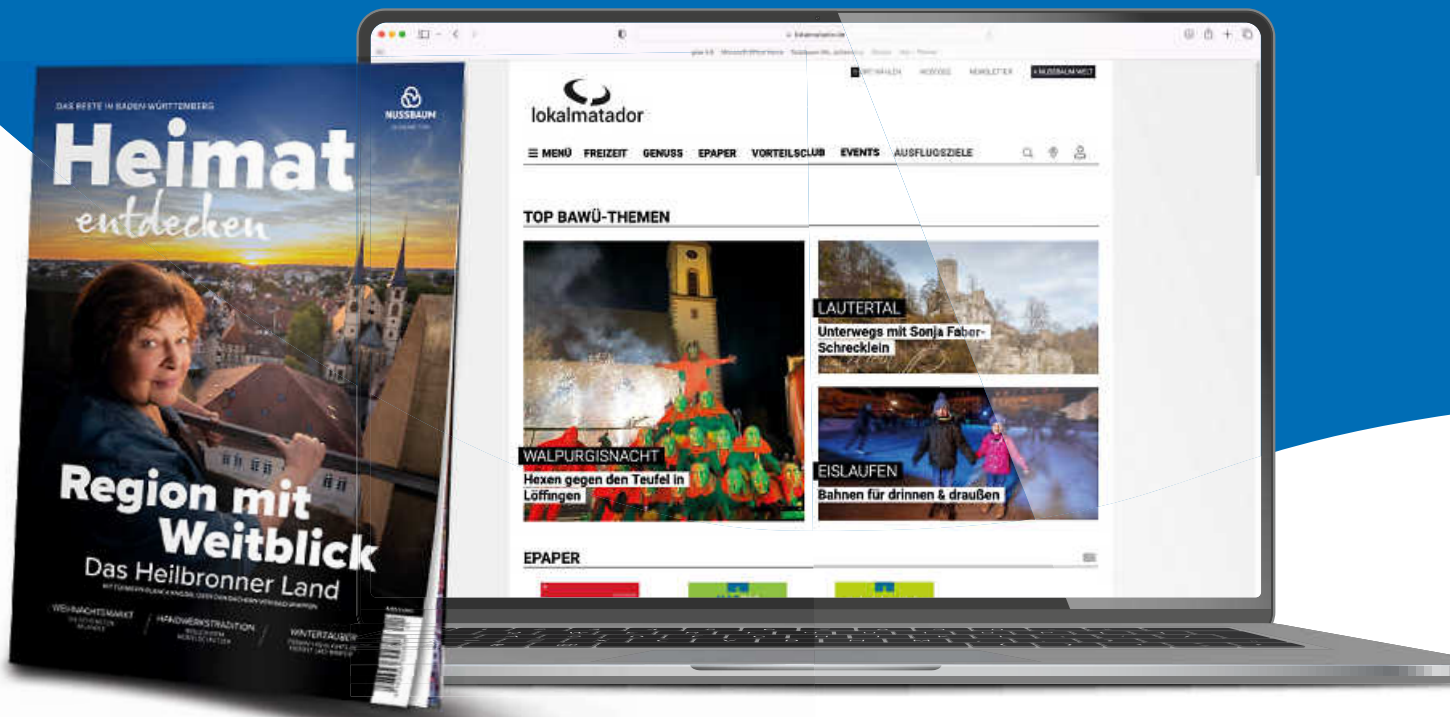 DAS BESTE IN BADEN-WÜRTTEMBERG
NUSSBAUM
Heimat
entdecken
Region mit
Weitblick
Das Heilbronner Land
WEIHNACHTSMARKT
HANDWERKSTRADITION
WINTERZAUBER
lokalmatador
NEWSLETTER
NUSSBAUM WELT
MENÜ FREIZEIT GENUSS EPAPER VORTEILSCLUB EVENTS AUSFLUGSZIELE
TOP BAWÜ-THEMEN
WALPURGISNACHT
Hexen gegen den Teufel in
Löffingen
LAUTERTAL
Unterwegs mit Sonja Faber-
Schrecklein
EISLAUFEN
Bahnen für drinnen & draußen
EPAPER